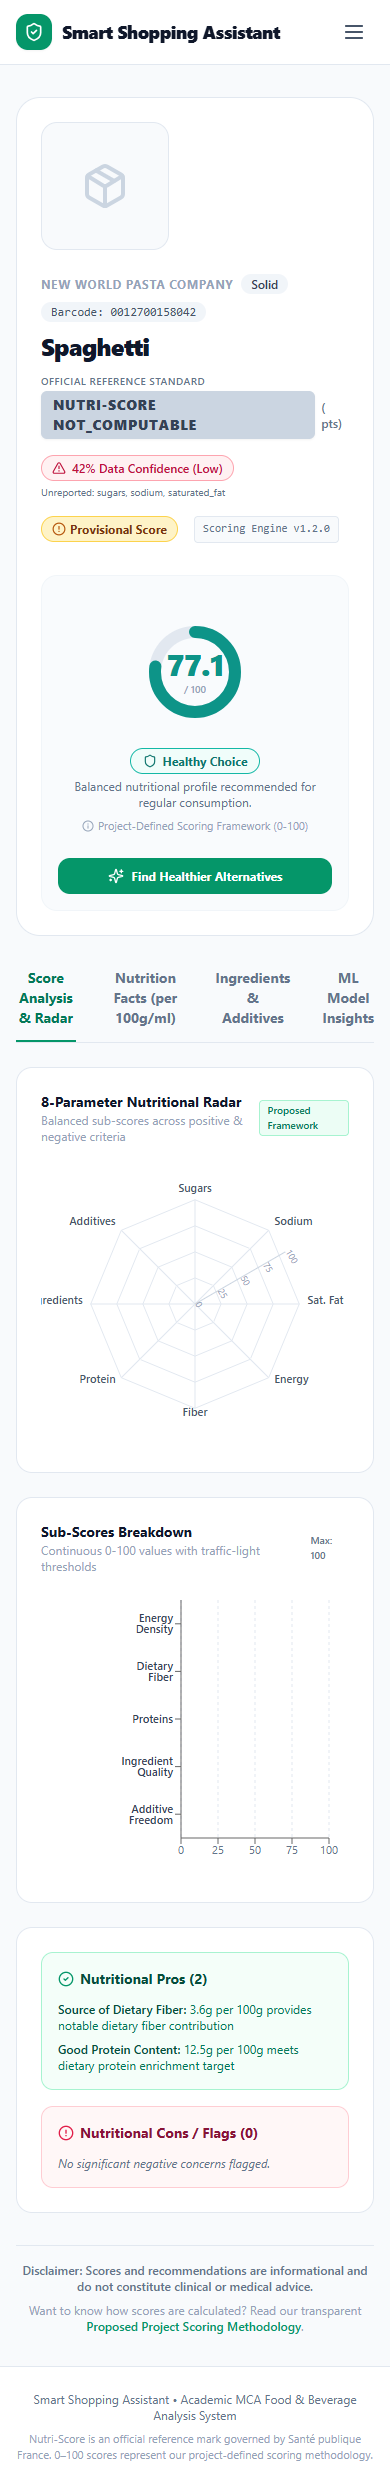 Smart Shopping Assistant
NEW WORLD PASTA COMPANY
Solid
Barcode: 0012700158042
Spaghetti
OFFICIAL REFERENCE STANDARD
NUTRI-SCORE
NOT_COMPUTABLE
(
pts)
42% Data Confidence (Low)
Unreported: sugars, sodium, saturated_fat
Provisional Score
Scoring Engine v1.2.0
77.1
/ 100
Healthy Choice
Balanced nutritional profile recommended for
regular consumption.
Project-Defined Scoring Framework (0-100)
Find Healthier Alternatives
Score
Analysis
& Radar
Nutrition
Facts (per
100g/ml)
Ingredients
&
Additives
ML
Model
Insights
8-Parameter Nutritional Radar
Balanced sub-scores across positive &
negative criteria
Proposed
Framework
Sugars
Additives
Sodium
100
75
50
25
0
redients
Sat. Fat
Protein
Energy
Fiber
Sub-Scores Breakdown
Continuous 0-100 values with traffic-light
thresholds
Max:
100
Energy
Density
Dietary
Fiber
Proteins
Ingredient
Quality
Additive
Freedom
0 25 50 75 100
Nutritional Pros (2)
Source of Dietary Fiber: 3.6g per 100g provides
notable dietary fiber contribution
Good Protein Content: 12.5g per 100g meets
dietary protein enrichment target
Nutritional Cons / Flags (0)
No significant negative concerns flagged.
Disclaimer: Scores and recommendations are informational and
do not constitute clinical or medical advice.
Want to know how scores are calculated? Read our transparent
Proposed Project Scoring Methodology.
Smart Shopping Assistant • Academic MCA Food & Beverage
Analysis System
Nutri-Score is an official reference mark governed by Santé publique
France. 0–100 scores represent our project-defined scoring methodology.